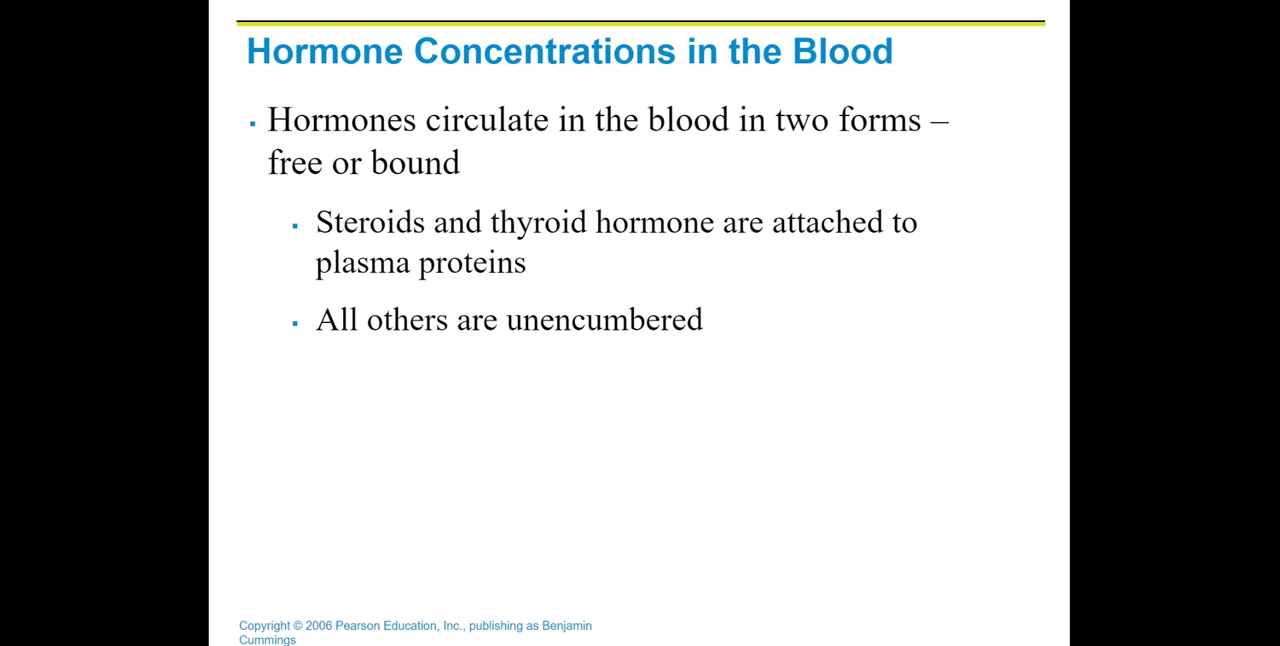 Hormone Concentrations in the Blood
▪ Hormones circulate in the blood in two forms –
free or bound
▪ Steroids and thyroid hormone are attached to
plasma proteins
▪ All others are unencumbered
Copyright © 2006 Pearson Education, Inc., publishing as Benjamin
Cummings